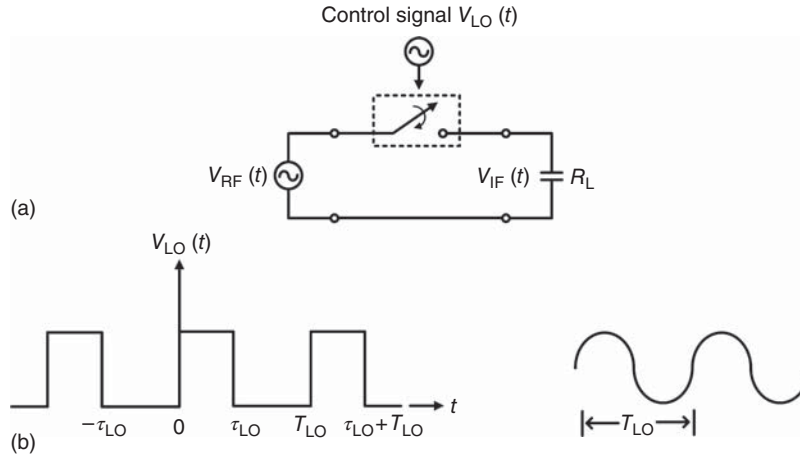 Control signal V_LO (t)
V_RF (t)
V_IF (t)
R_L
(a)
V_LO (t)
t
−τ_LO
0
τ_LO
T_LO
τ_LO+T_LO
T_LO
(b)